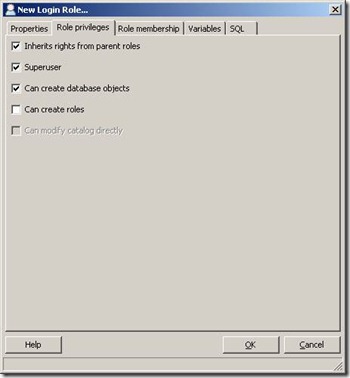 New Login Role...
Properties Role privileges Role membership Variables SQL
Inherits rights from parent roles
Superuser
Can create database objects
Can create roles
Can modify catalog directly
Help OK Cancel